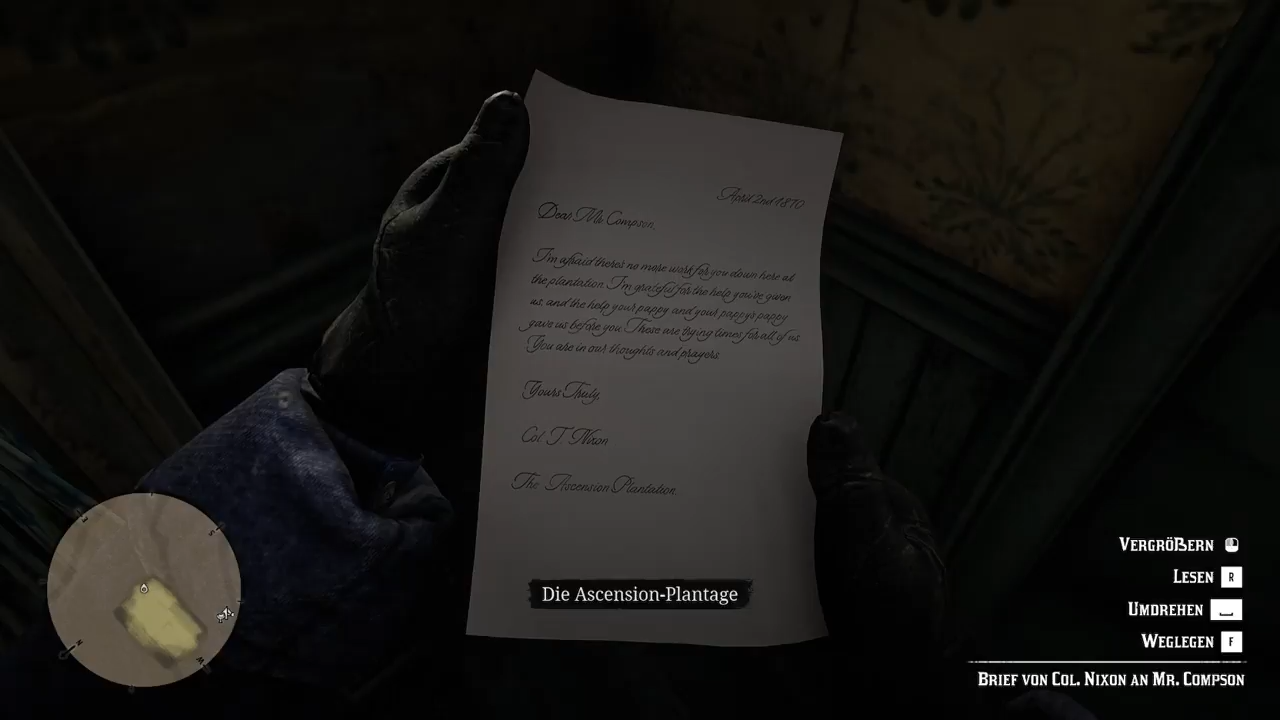 April 2nd 1870
Dear Mr Compson,
I'm afraid there's no more work for you down here at
the plantation. I'm grateful for the help you've given
us, and the help your pappy and your pappy's pappy
gave us before you. These are trying times for all of us.
You are in our thoughts and prayers.
Yours Truly,
Col. T. Nixon
The Ascension Plantation.
Die Ascension-Plantage
Vergrößern
Lesen R
Umdrehen
Weglegen F
Brief von Col. Nixon an Mr. Compson